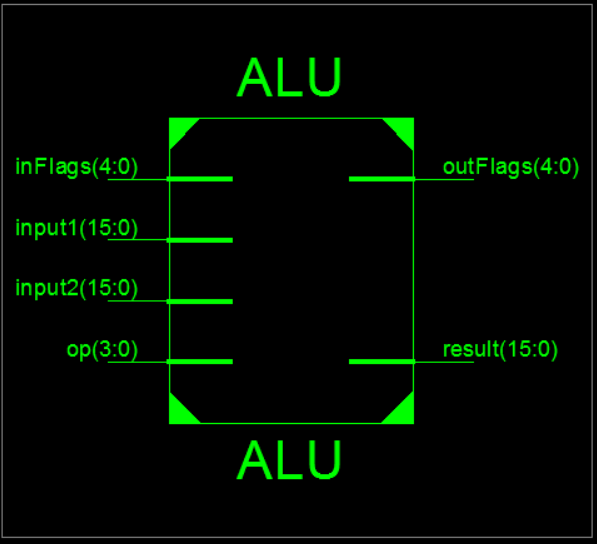 ALU
inFlags(4:0)
outFlags(4:0)
input1(15:0)
input2(15:0)
op(3:0)
result(15:0)
ALU